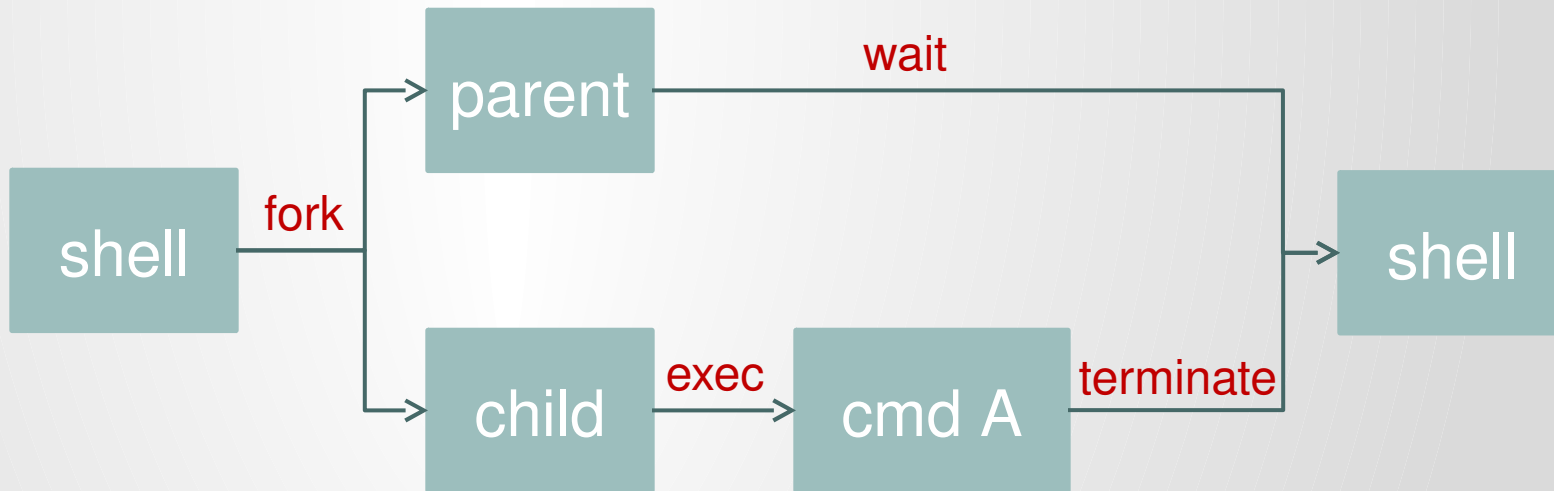 shell
fork
parent
wait
child
exec
cmd A
terminate
shell